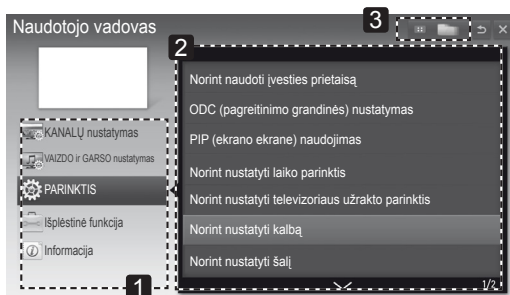 Naudotojo vadovas
3
2
KANALŲ nustatymas
VAIZDO ir GARSO nustatymas
PARINKTIS
Išplėstinė funkcija
Informacija
1
Norint naudoti įvesties prietaisą
ODC (pagreitinimo grandinės) nustatymas
PIP (ekrano ekrane) naudojimas
Norint nustatyti laiko parinktis
Norint nustatyti televizoriaus užrakto parinktis
Norint nustatyti kalbą
Norint nustatyti šalį
1/2